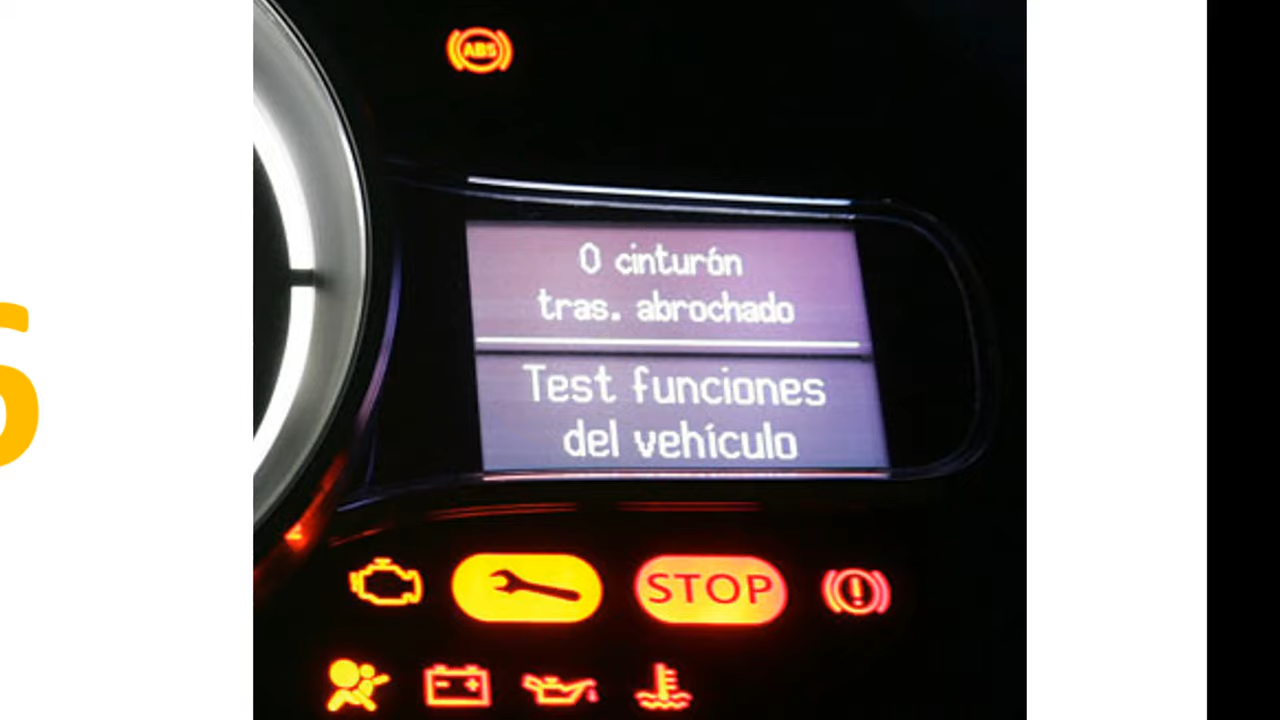 ABS
0 cinturón
tras. abrochado
Test funciones
del vehículo
STOP